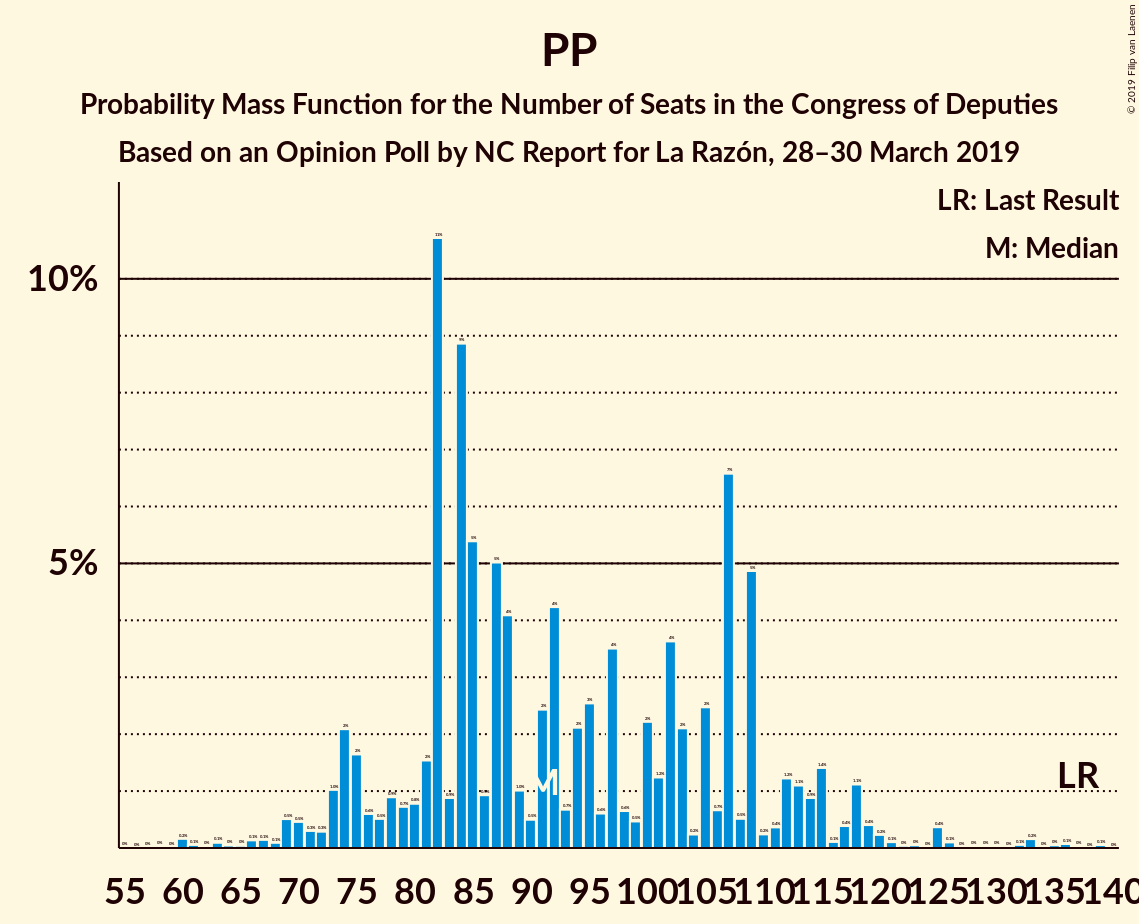 PP
Probability Mass Function for the Number of Seats in the Congress of Deputies
Based on an Opinion Poll by NC Report for La Razón, 28–30 March 2019
© 2019 Filip van Laenen
LR: Last Result
M: Median
10%
5%
M
LR
55 60 65 70 75 80 85 90 95 100 105 110 115 120 125 130 135 140